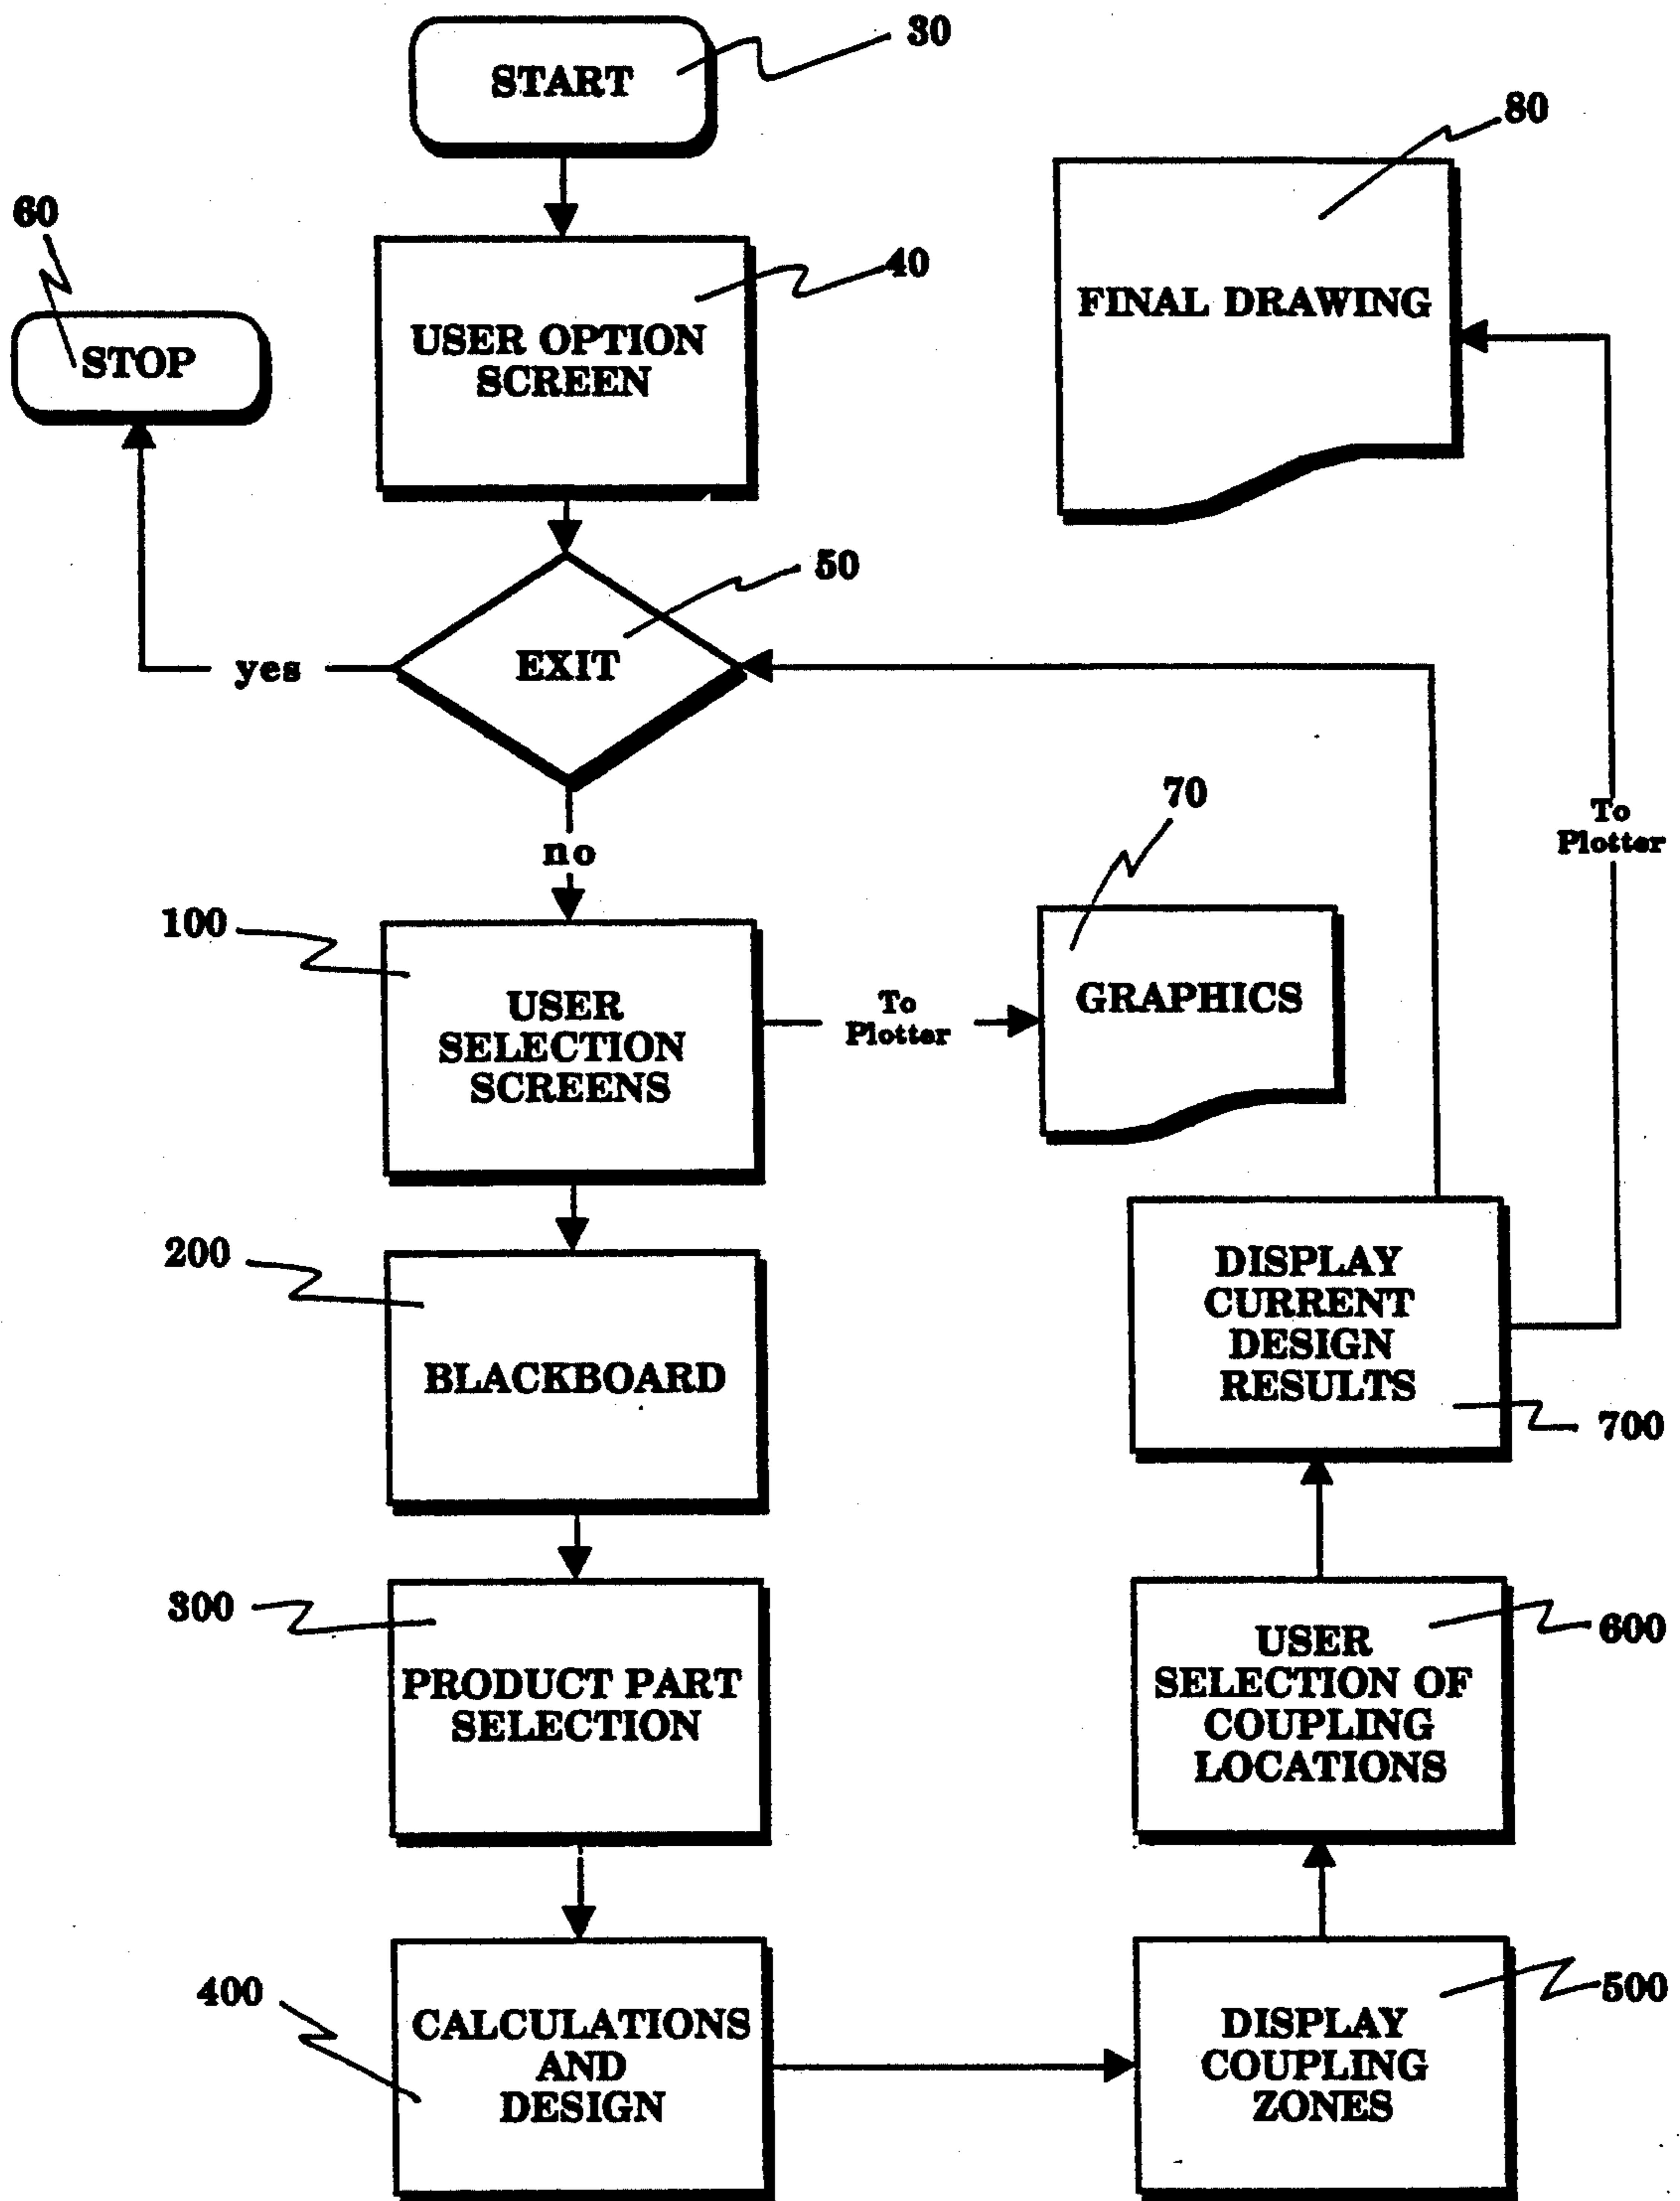 30
START
80
60
40
FINAL DRAWING
USER OPTION
SCREEN
STOP
50
yes
EXIT
70
To
Plotter
no
100
USER
SELECTION
SCREENS
To
Plotter
GRAPHICS
200
BLACKBOARD
DISPLAY
CURRENT
DESIGN
RESULTS
700
300
PRODUCT PART
SELECTION
600
USER
SELECTION OF
COUPLING
LOCATIONS
400
CALCULATIONS
AND
DESIGN
500
DISPLAY
COUPLING
ZONES